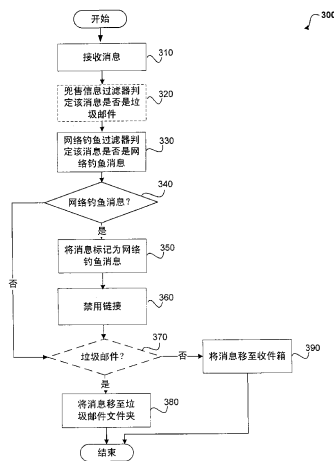 300
开始
接收消息
310
兜售信息过滤器判
定该消息是否是垃
圾邮件
320
网络钓鱼过滤器判
定该消息是否是网
络钓鱼消息
330
网络钓鱼消息?
340
是
否
将消息标记为网络
钓鱼消息
350
禁用链接
360
垃圾邮件?
370
否
将消息移至收件箱
390
是
将消息移至垃
圾邮件文件夹
380
结束